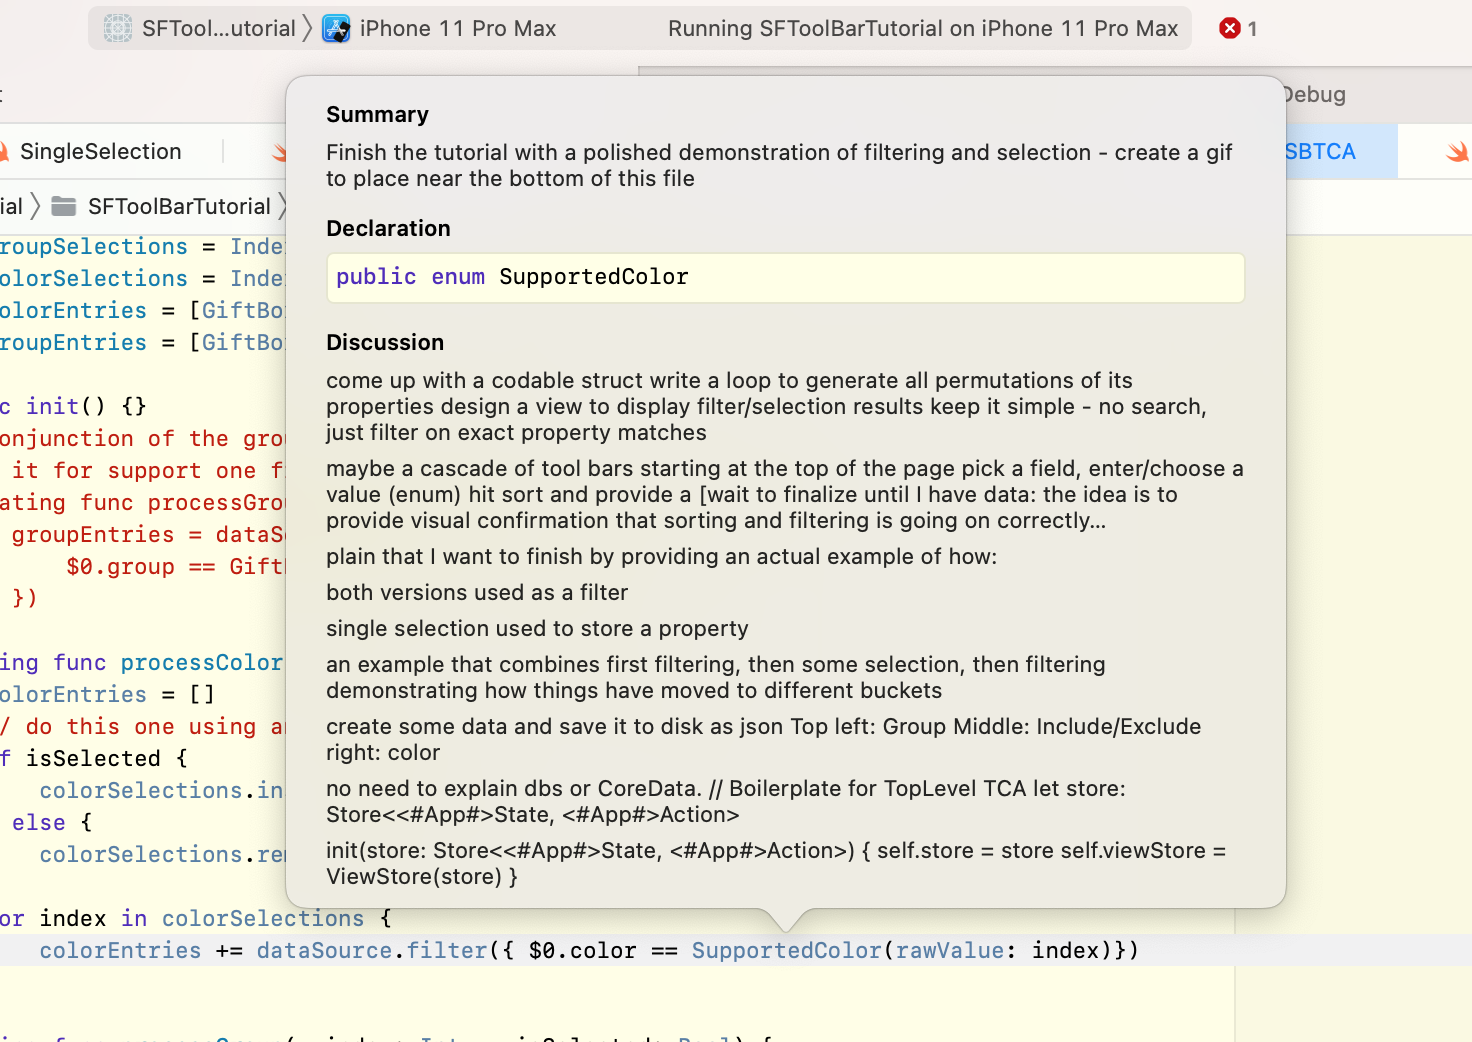 SFTool...utorial iPhone 11 Pro Max Running SFToolBarTutorial on iPhone 11 Pro Max 1
Debug
SingleSelection SBTCA
ial SFToolBarTutorial
Summary
Finish the tutorial with a polished demonstration of filtering and selection - create a gif
to place near the bottom of this file
Declaration
public enum SupportedColor
Discussion
come up with a codable struct write a loop to generate all permutations of its
properties design a view to display filter/selection results keep it simple - no search,
just filter on exact property matches
maybe a cascade of tool bars starting at the top of the page pick a field, enter/choose a
value (enum) hit sort and provide a [wait to finalize until I have data: the idea is to
provide visual confirmation that sorting and filtering is going on correctly...
plain that I want to finish by providing an actual example of how:
both versions used as a filter
single selection used to store a property
an example that combines first filtering, then some selection, then filtering
demonstrating how things have moved to different buckets
create some data and save it to disk as json Top left: Group Middle: Include/Exclude
right: color
no need to explain dbs or CoreData. // Boilerplate for TopLevel TCA let store:
Store<<#App#>State, <#App#>Action>
init(store: Store<<#App#>State, <#App#>Action>) { self.store = store self.viewStore =
ViewStore(store) }
roupSelections = Inde
olorSelections = Inde
olorEntries = [GiftBo
roupEntries = [GiftBo
c init() {}
onjunction of the gro
it for support one f
ating func processGro
groupEntries = dataS
$0.group == Gift
})
ing func processColor
olorEntries = []
/ do this one using a
f isSelected {
colorSelections.in
else {
colorSelections.re
or index in colorSelections {
colorEntries += dataSource.filter({ $0.color == SupportedColor(rawValue: index)})